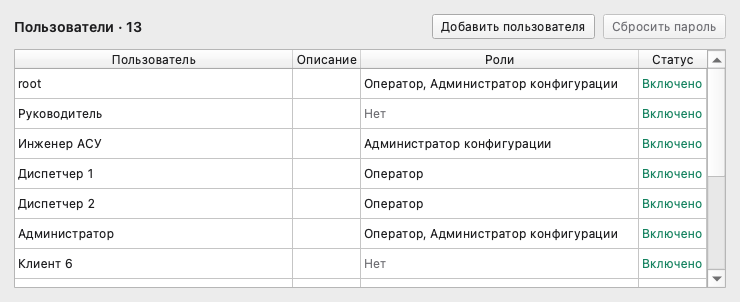 Пользователи · 13
Добавить пользователя
Сбросить пароль
Пользователь Описание Роли Статус
root Оператор, Администратор конфигурации Включено
Руководитель Нет Включено
Инженер АСУ Администратор конфигурации Включено
Диспетчер 1 Оператор Включено
Диспетчер 2 Оператор Включено
Администратор Оператор, Администратор конфигурации Включено
Клиент 6 Нет Включено